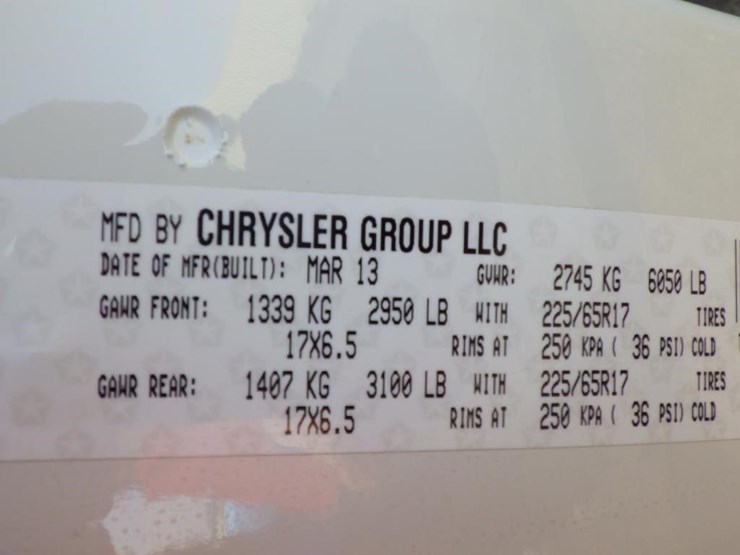 MFD BY CHRYSLER GROUP LLC
DATE OF MFR(BUILT): MAR 13 GVWR: 2745 KG 6050 LB
GAWR FRONT: 1339 KG 2950 LB WITH 225/65R17 TIRES
17X6.5 RIMS AT 250 KPA ( 36 PSI) COLD
GAWR REAR: 1407 KG 3100 LB WITH 225/65R17 TIRES
17X6.5 RIMS AT 250 KPA ( 36 PSI) COLD